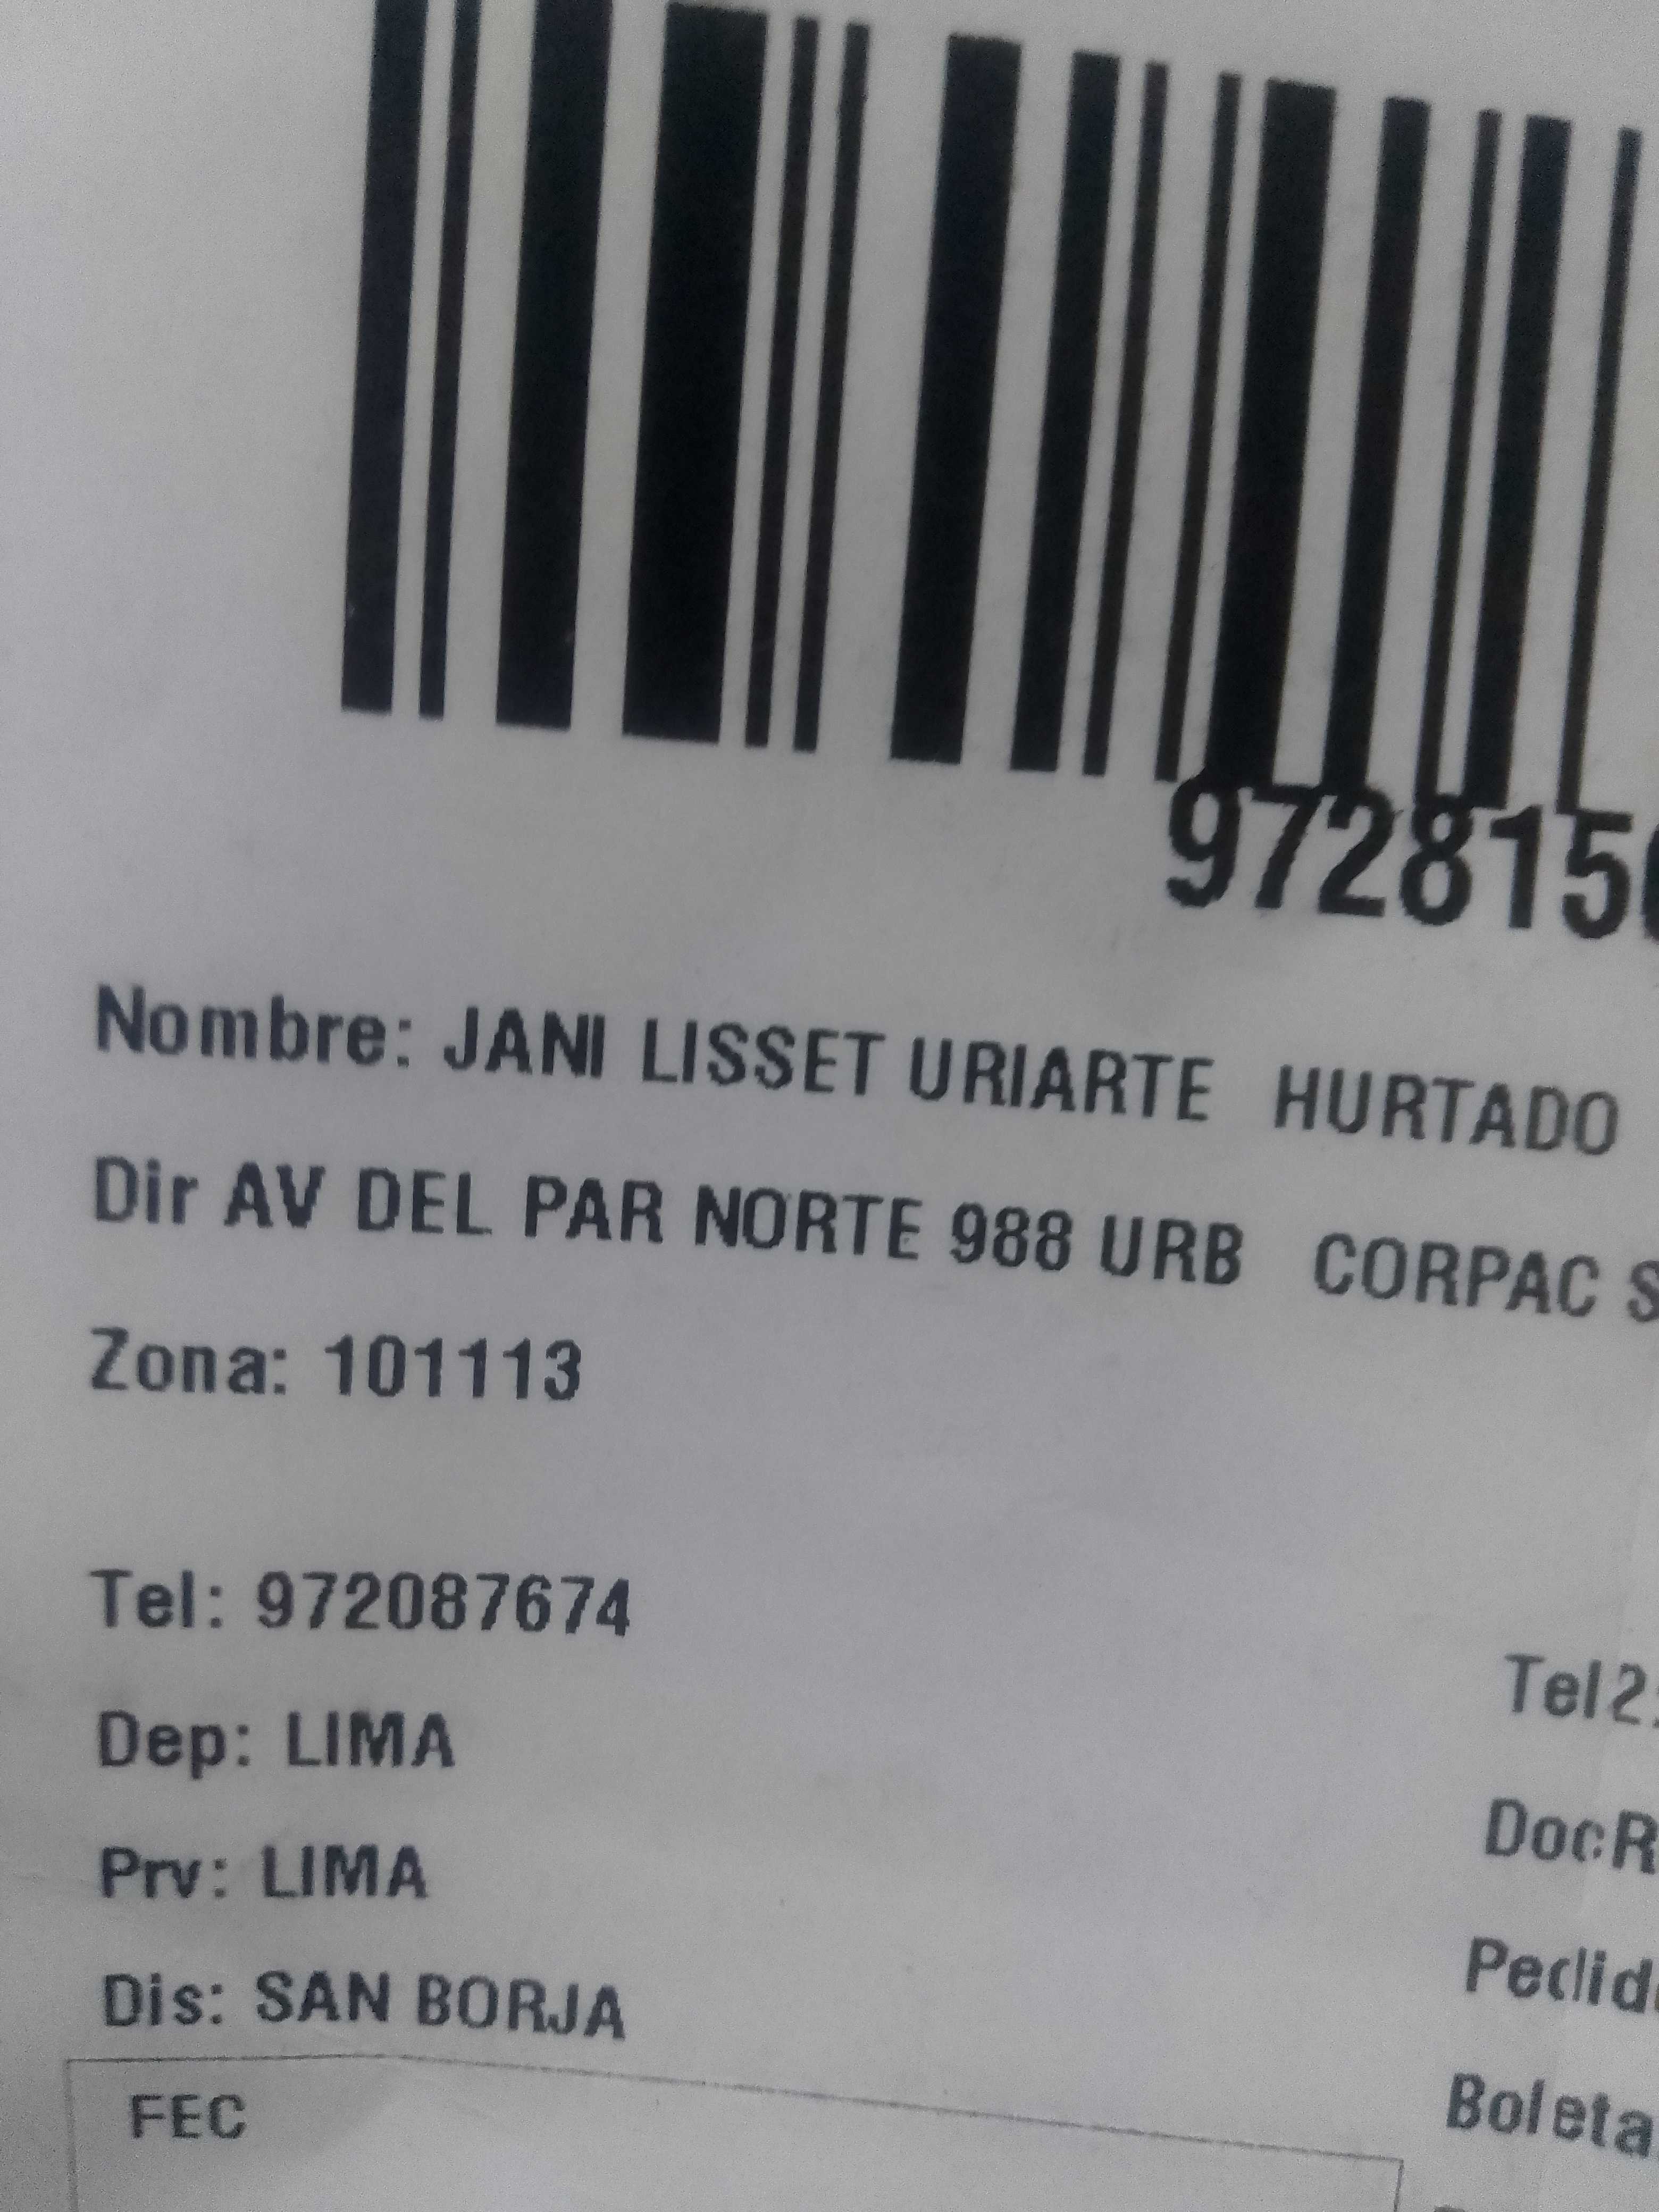 972815
Nombre: JANI LISSET URIARTE HURTADO
Dir AV DEL PAR NORTE 988 URB CORPAC S
Zona: 101113
Tel: 972087674
Tel2:
Dep: LIMA
DocR
Prv: LIMA
Pedid
Dis: SAN BORJA
Boleta
FEC